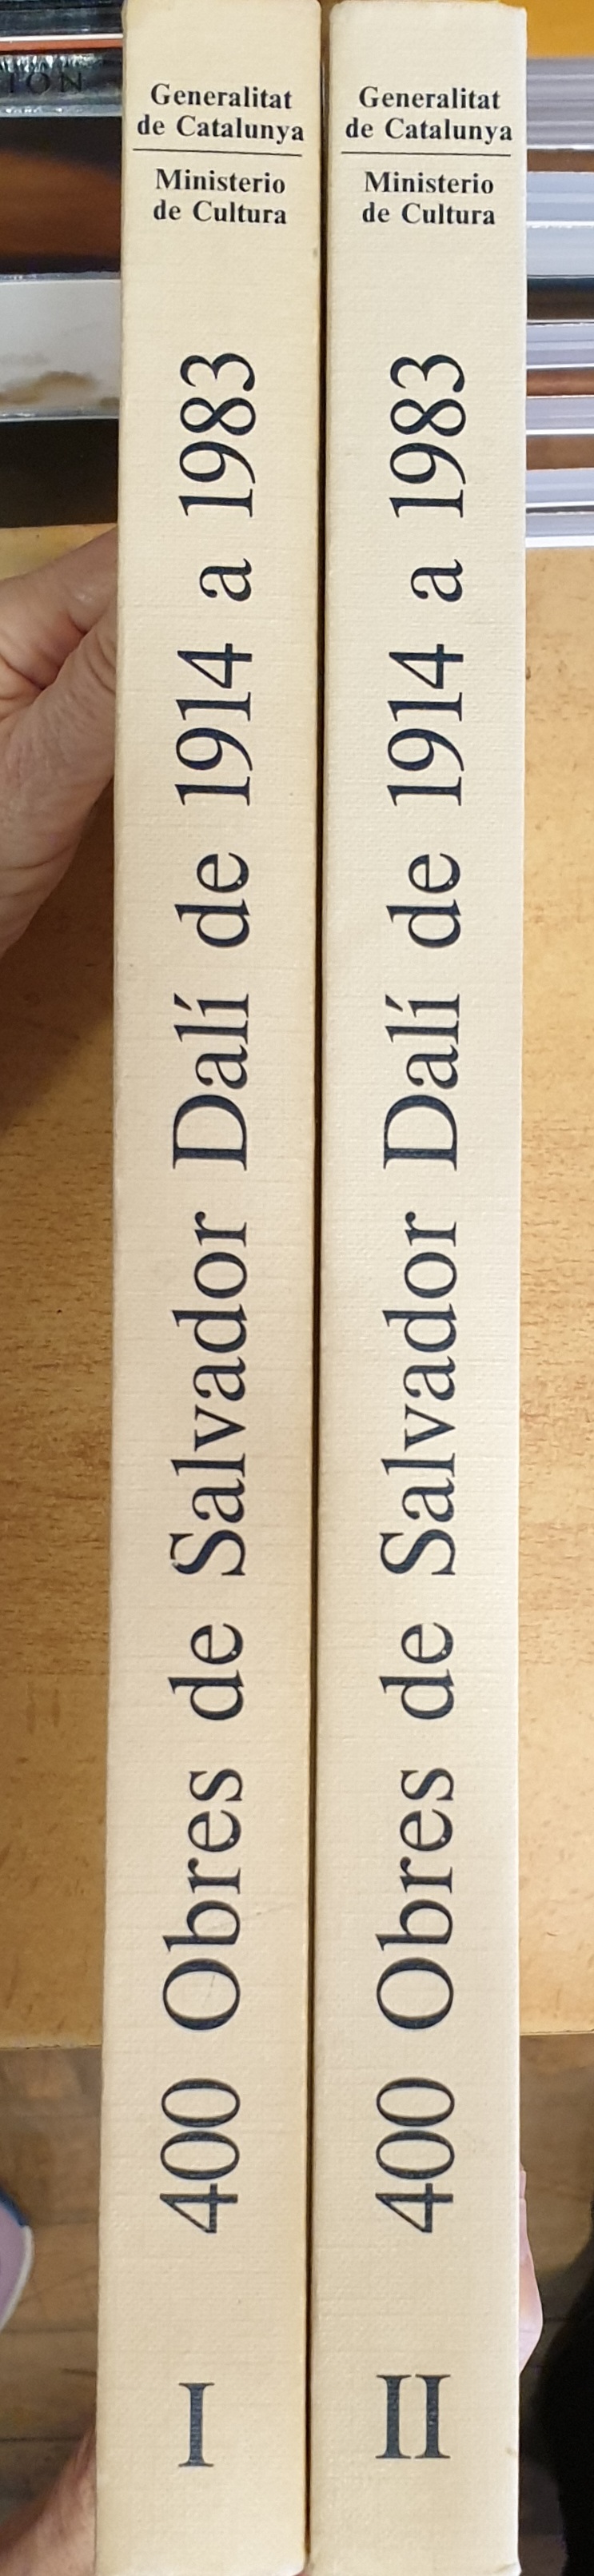 Generalitat
de Catalunya
Ministerio
de Cultura
400 Obres de Salvador Dalí de 1914 a 1983
I
Generalitat
de Catalunya
Ministerio
de Cultura
400 Obres de Salvador Dalí de 1914 a 1983
II